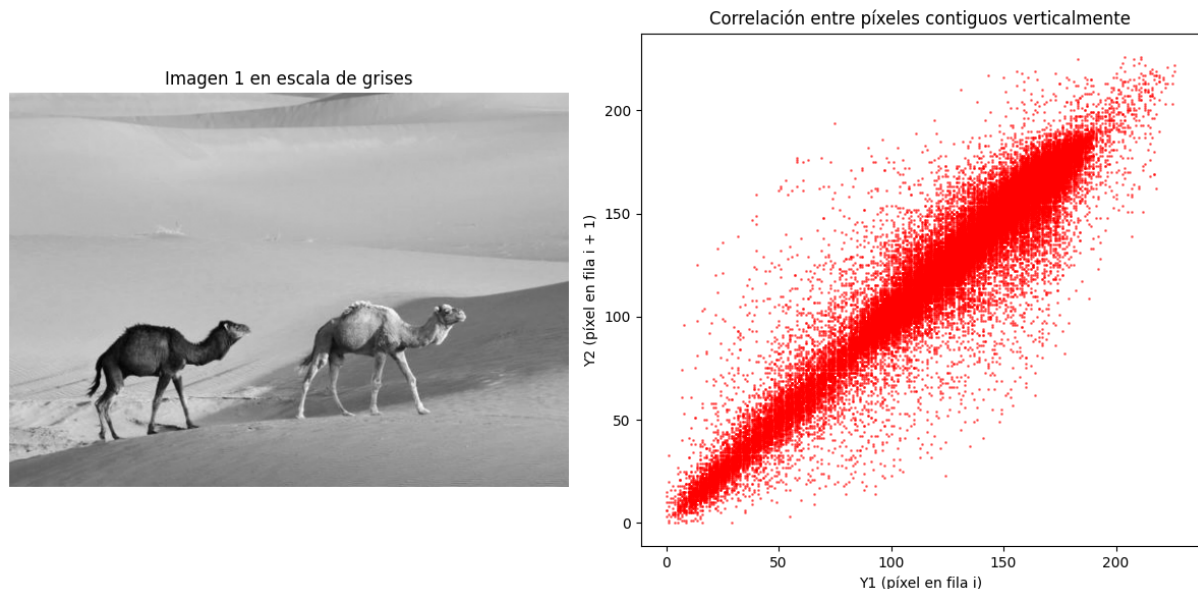 Imagen 1 en escala de grises
Correlación entre píxeles contiguos verticalmente
Y2 (píxel en fila i + 1)
200
150
100
50
0
0 50 100 150 200
Y1 (píxel en fila i)